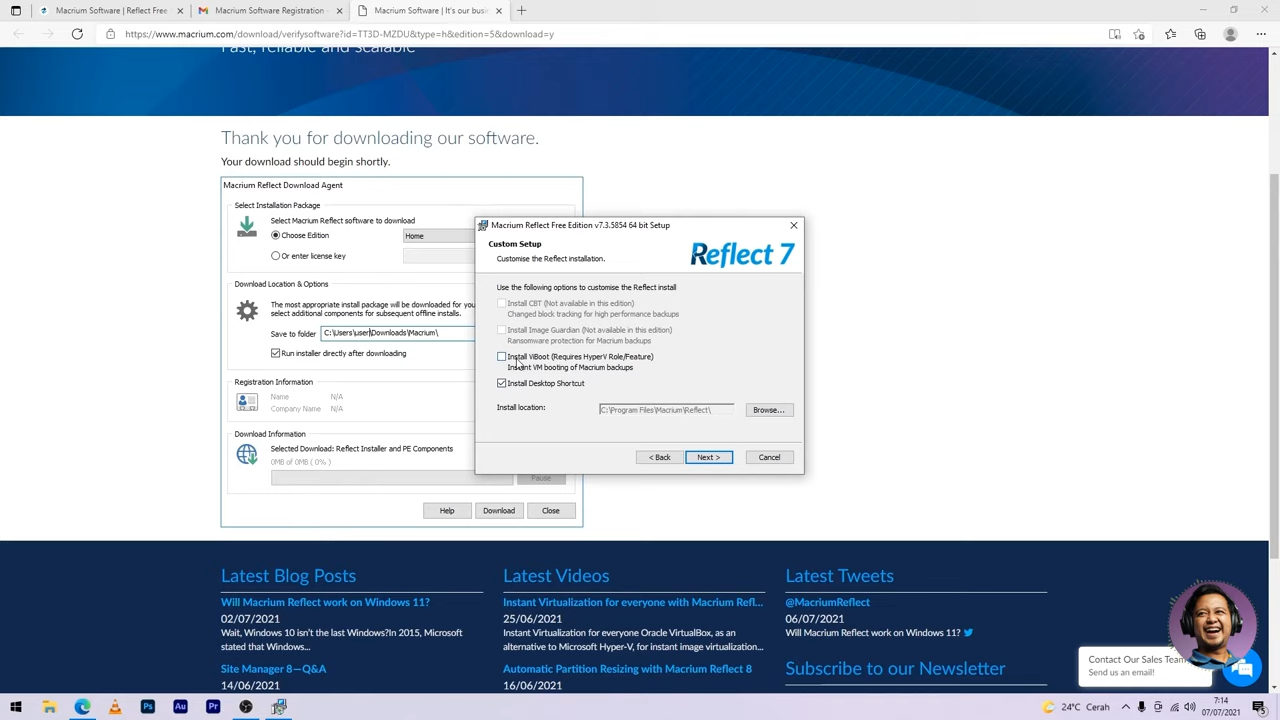 Macrium Software | Reflect Free
Macrium Software Registration -
Macrium Software | It's our busi
https://www.macrium.com/download/verifysoftware?id=TT3D-MZDU&type=h&edition=5&download=y
Fast, reliable and scalable
Thank you for downloading our software.
Your download should begin shortly.
Macrium Reflect Download Agent
Select Installation Package
Select Macrium Reflect software to download
Choose Edition
Home
Or enter license key
Download Location & Options
The most appropriate install package will be downloaded for you
select additional components for subsequent offline installs.
Save to folder
C:\Users\user\Downloads\Macrium\
Run installer directly after downloading
Registration Information
Name
N/A
Company Name
N/A
Download Information
Selected Download: Reflect Installer and PE Components
0MB of 0MB ( 0% )
Pause
Help
Download
Close
Macrium Reflect Free Edition v7.3.5854 64 bit Setup
Custom Setup
Customise the Reflect installation.
Reflect 7
Use the following options to customise the Reflect install
Install CBT (Not available in this edition)
Changed block tracking for high performance backups
Install Image Guardian (Not available in this edition)
Ransomware protection for Macrium backups
Install ViBoot (Requires HyperV Role/Feature)
Instant VM booting of Macrium backups
Install Desktop Shortcut
Install location:
C:\Program Files\Macrium\Reflect\
Browse...
< Back
Next >
Cancel
Latest Blog Posts
Will Macrium Reflect work on Windows 11?
02/07/2021
Wait, Windows 10 isn't the last Windows?In 2015, Microsoft
stated that Windows...
Site Manager 8—Q&A
14/06/2021
Latest Videos
Instant Virtualization for everyone with Macrium Refl...
25/06/2021
Instant Virtualization for everyone Oracle VirtualBox, as an
alternative to Microsoft Hyper-V, for instant image virtualization...
Automatic Partition Resizing with Macrium Reflect 8
16/06/2021
Latest Tweets
@MacriumReflect
06/07/2021
Will Macrium Reflect work on Windows 11?
Subscribe to our Newsletter
Contact Our Sales Team
Send us an email!
Ps
Au
Pr
24°C Cerah
7:14
07/07/2021
5